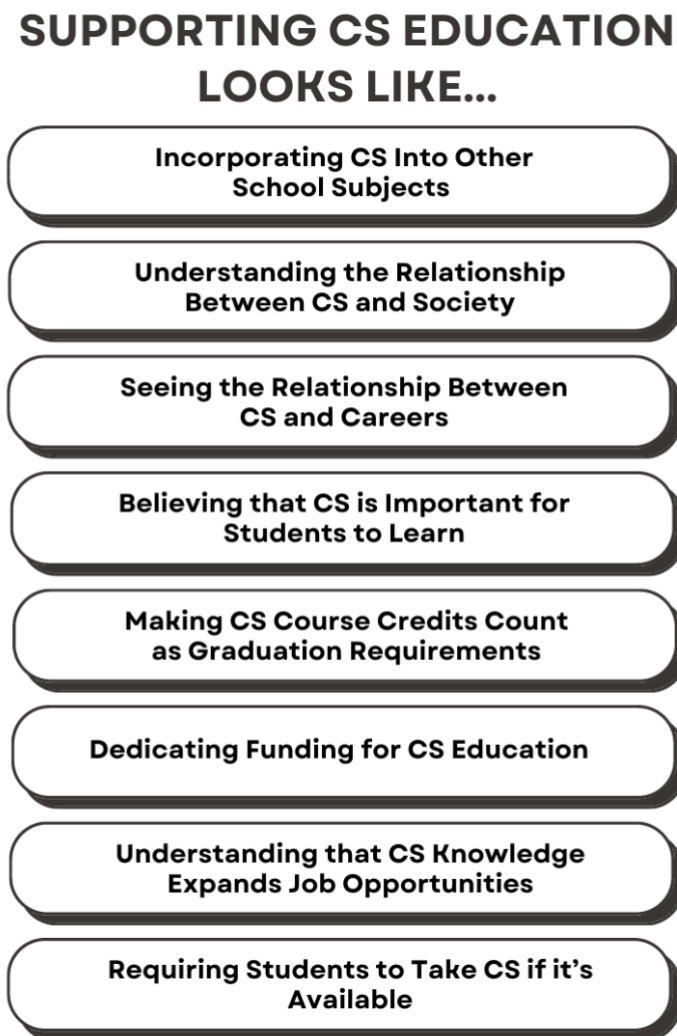 SUPPORTING CS EDUCATION
LOOKS LIKE...
Incorporating CS Into Other
School Subjects
Understanding the Relationship
Between CS and Society
Seeing the Relationship Between
CS and Careers
Believing that CS is Important for
Students to Learn
Making CS Course Credits Count
as Graduation Requirements
Dedicating Funding for CS Education
Understanding that CS Knowledge
Expands Job Opportunities
Requiring Students to Take CS if it’s
Available